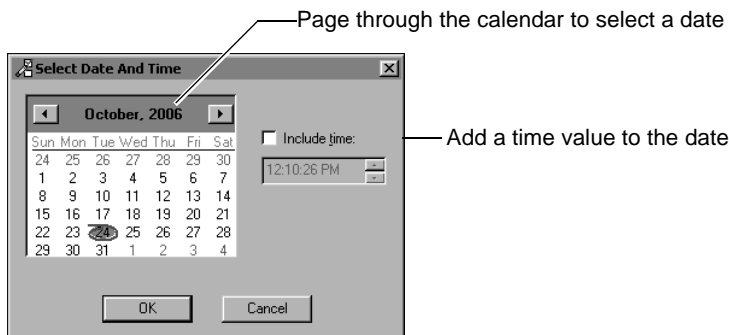 Page through the calendar to select a date
Select Date And Time
October, 2006
Sun Mon Tue Wed Thu Fri Sat
24 25 26 27 28 29 30
1 2 3 4 5 6 7
8 9 10 11 12 13 14
15 16 17 18 19 20 21
22 23 24 25 26 27 28
29 30 31 1 2 3 4
Include time:
12:10:26 PM
Add a time value to the date
OK Cancel